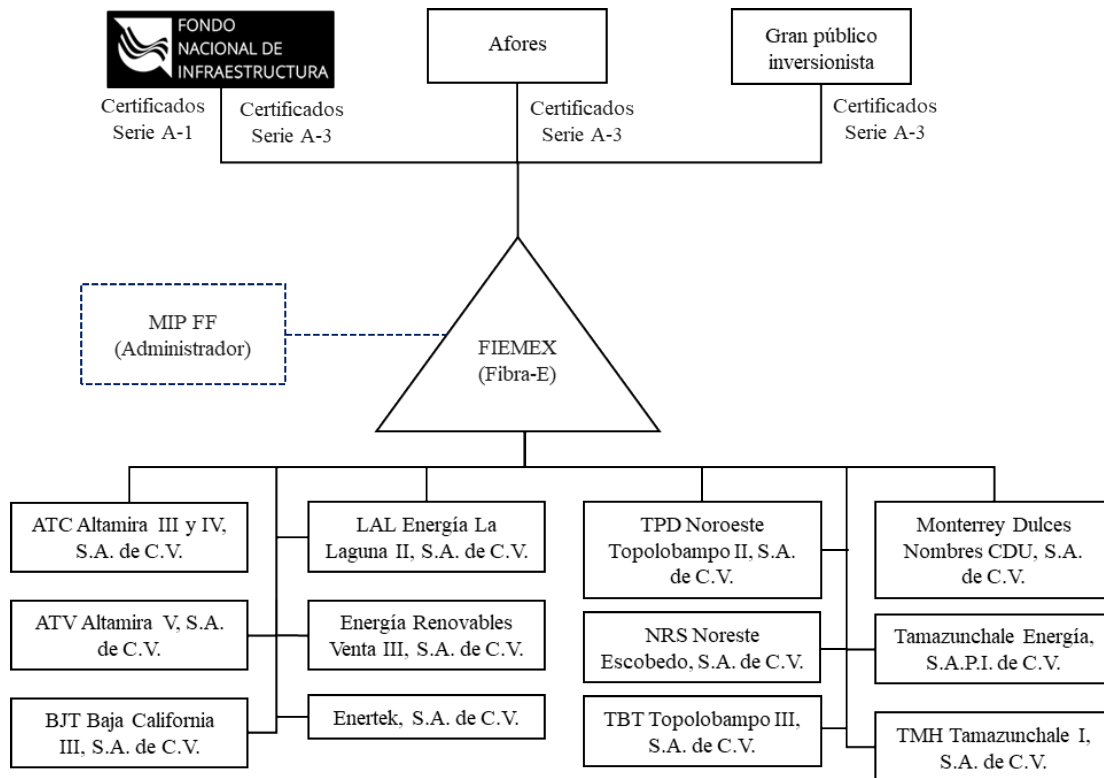 FONDO
NACIONAL DE
INFRAESTRUCTURA
Afores
Gran público
inversionista
Certificados
Serie A-1
Certificados
Serie A-3
Certificados
Serie A-3
Certificados
Serie A-3
MIP FF
(Administrador)
FIEMEX
(Fibra-E)
ATC Altamira III y IV,
S.A. de C.V.
LAL Energía La
Laguna II, S.A. de C.V.
TPD Noroeste
Topolobampo II, S.A.
de C.V.
Monterrey Dulces
Nombres CDU, S.A.
de C.V.
ATV Altamira V, S.A.
de C.V.
Energía Renovables
Venta III, S.A. de C.V.
NRS Noreste
Escobedo, S.A. de C.V.
Tamazunchale Energía,
S.A.P.I. de C.V.
BJT Baja California
III, S.A. de C.V.
Enertek, S.A. de C.V.
TBT Topolobampo III,
S.A. de C.V.
TMH Tamazunchale I,
S.A. de C.V.